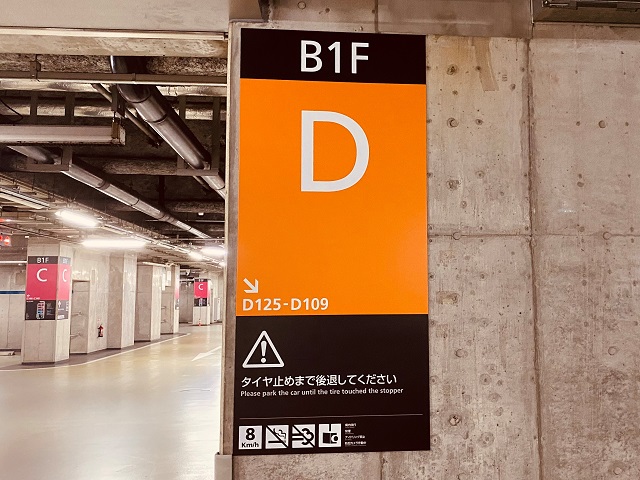 B1F
D
D125-D109
タイヤ止めまで後退してください
Please park the car until the tire touched the stopper
8
Km/h
B1F
C
C